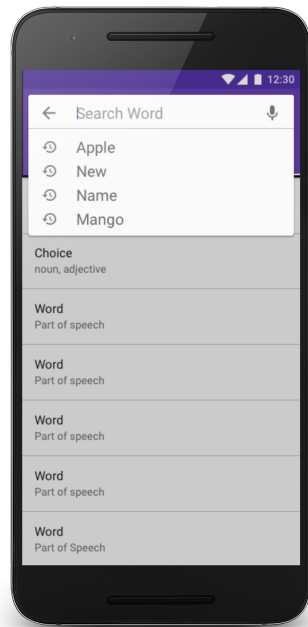 12:30
Search Word
Apple
New
Name
Mango
Choice
noun, adjective
Word
Part of speech
Word
Part of speech
Word
Part of speech
Word
Part of speech
Word
Part of Speech